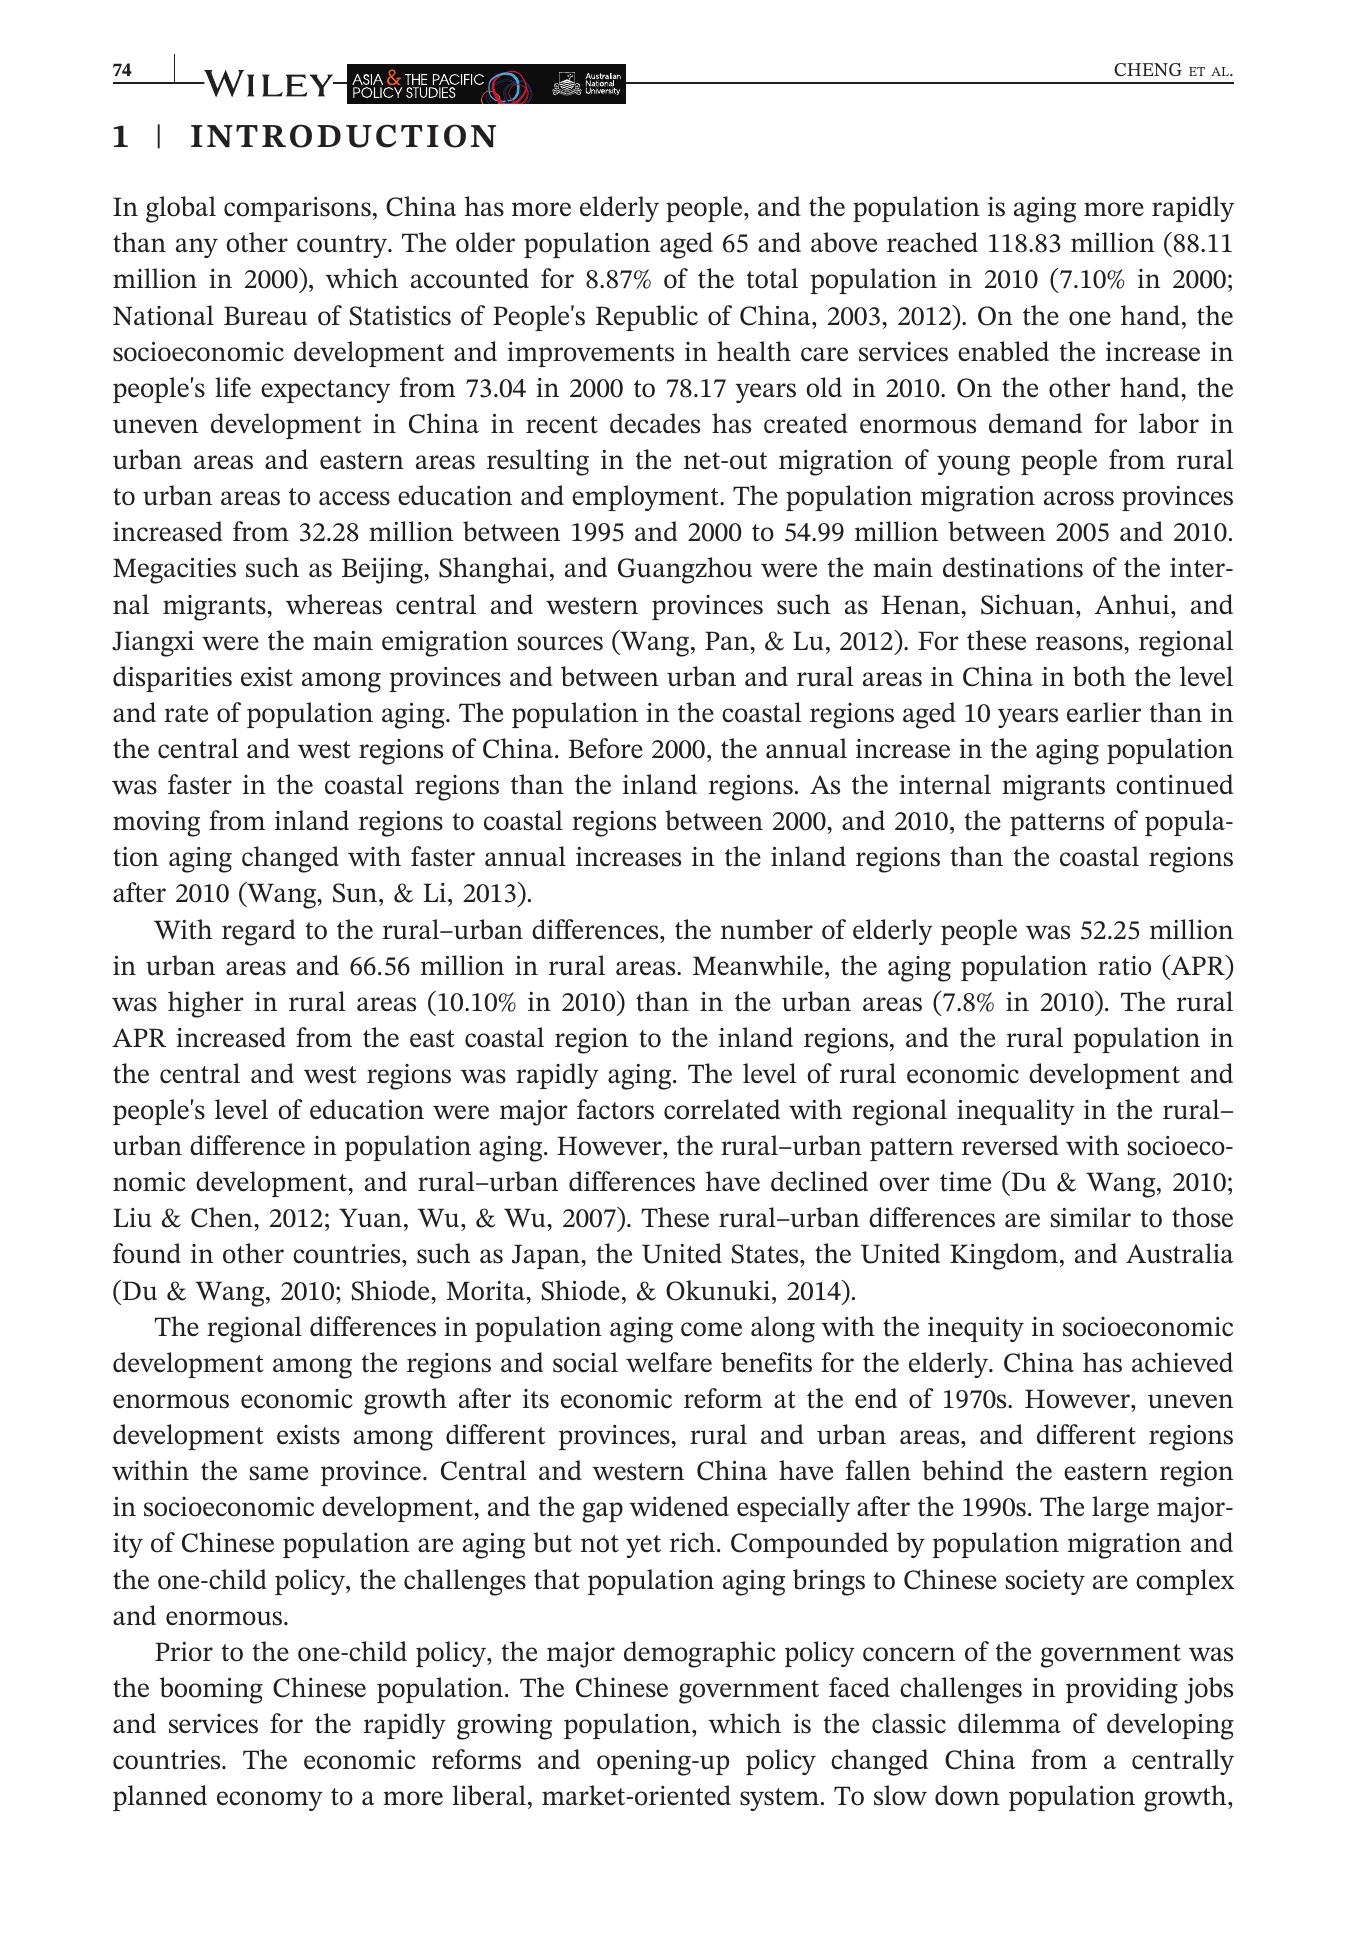 74
WILEY
ASIA & THE PACIFIC
POLICY STUDIES
Australian
National
University
CHENG ET AL.
1 | INTRODUCTION
In global comparisons, China has more elderly people, and the population is aging more rapidly
than any other country. The older population aged 65 and above reached 118.83 million (88.11
million in 2000), which accounted for 8.87% of the total population in 2010 (7.10% in 2000;
National Bureau of Statistics of People's Republic of China, 2003, 2012). On the one hand, the
socioeconomic development and improvements in health care services enabled the increase in
people's life expectancy from 73.04 in 2000 to 78.17 years old in 2010. On the other hand, the
uneven development in China in recent decades has created enormous demand for labor in
urban areas and eastern areas resulting in the net-out migration of young people from rural
to urban areas to access education and employment. The population migration across provinces
increased from 32.28 million between 1995 and 2000 to 54.99 million between 2005 and 2010.
Megacities such as Beijing, Shanghai, and Guangzhou were the main destinations of the inter-
nal migrants, whereas central and western provinces such as Henan, Sichuan, Anhui, and
Jiangxi were the main emigration sources (Wang, Pan, & Lu, 2012). For these reasons, regional
disparities exist among provinces and between urban and rural areas in China in both the level
and rate of population aging. The population in the coastal regions aged 10 years earlier than in
the central and west regions of China. Before 2000, the annual increase in the aging population
was faster in the coastal regions than the inland regions. As the internal migrants continued
moving from inland regions to coastal regions between 2000, and 2010, the patterns of popula-
tion aging changed with faster annual increases in the inland regions than the coastal regions
after 2010 (Wang, Sun, & Li, 2013).
With regard to the rural–urban differences, the number of elderly people was 52.25 million
in urban areas and 66.56 million in rural areas. Meanwhile, the aging population ratio (APR)
was higher in rural areas (10.10% in 2010) than in the urban areas (7.8% in 2010). The rural
APR increased from the east coastal region to the inland regions, and the rural population in
the central and west regions was rapidly aging. The level of rural economic development and
people's level of education were major factors correlated with regional inequality in the rural–
urban difference in population aging. However, the rural–urban pattern reversed with socioeco-
nomic development, and rural–urban differences have declined over time (Du & Wang, 2010;
Liu & Chen, 2012; Yuan, Wu, & Wu, 2007). These rural–urban differences are similar to those
found in other countries, such as Japan, the United States, the United Kingdom, and Australia
(Du & Wang, 2010; Shiode, Morita, Shiode, & Okunuki, 2014).
The regional differences in population aging come along with the inequity in socioeconomic
development among the regions and social welfare benefits for the elderly. China has achieved
enormous economic growth after its economic reform at the end of 1970s. However, uneven
development exists among different provinces, rural and urban areas, and different regions
within the same province. Central and western China have fallen behind the eastern region
in socioeconomic development, and the gap widened especially after the 1990s. The large major-
ity of Chinese population are aging but not yet rich. Compounded by population migration and
the one-child policy, the challenges that population aging brings to Chinese society are complex
and enormous.
Prior to the one-child policy, the major demographic policy concern of the government was
the booming Chinese population. The Chinese government faced challenges in providing jobs
and services for the rapidly growing population, which is the classic dilemma of developing
countries. The economic reforms and opening-up policy changed China from a centrally
planned economy to a more liberal, market-oriented system. To slow down population growth,